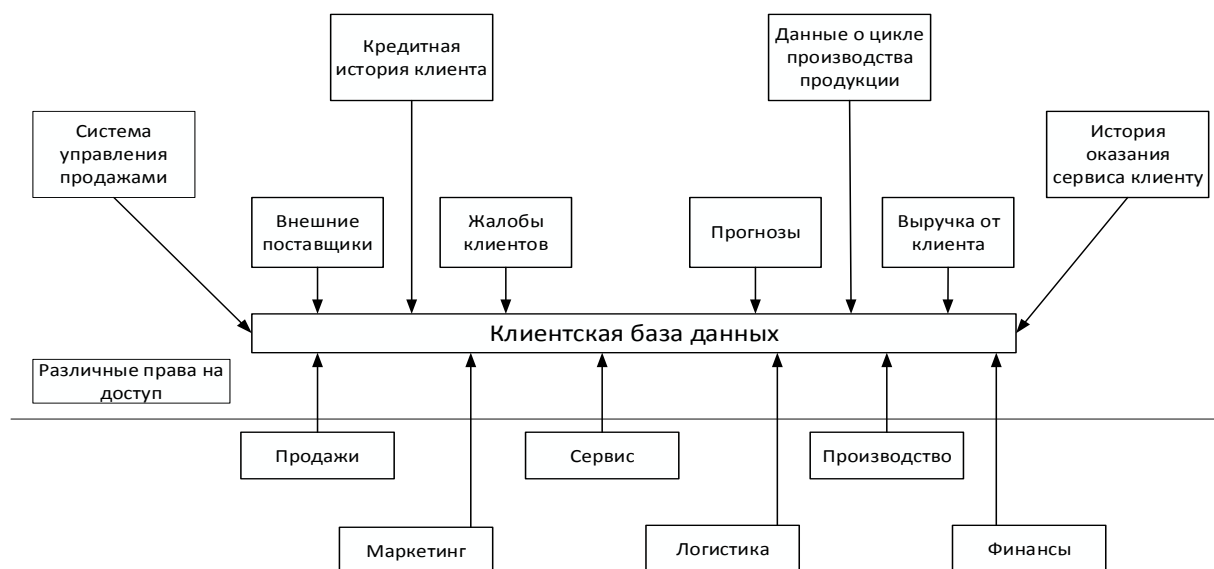 Кредитная
история клиента
Данные о цикле
производства
продукции
Система
управления
продажами
История
оказания
сервиса клиенту
Внешние
поставщики
Жалобы
клиентов
Прогнозы
Выручка от
клиента
Клиентская база данных
Различные права на
доступ
Продажи
Сервис
Производство
Маркетинг
Логистика
Финансы